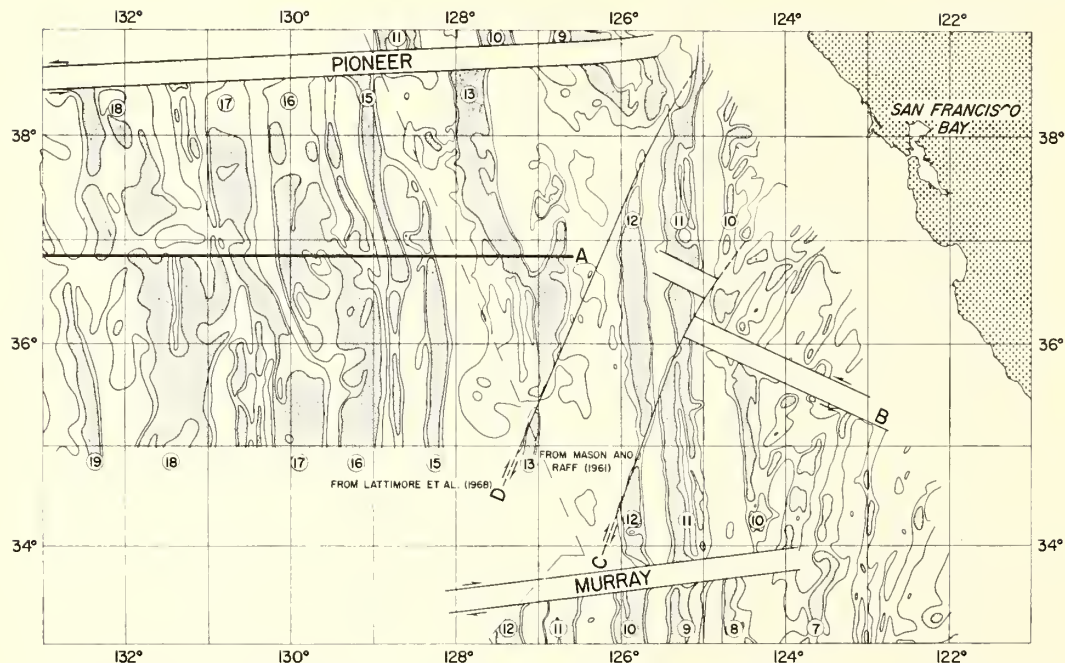 132° 130° 128° 126° 124° 122°
11 10 9
PIONEER
18 17 16 15 13
SAN FRANCISCO
BAY
38° 38°
12 11 10
A
36° 36°
B
FROM MASON AND
RAFF (1961)
19 18 17 16 15 13
FROM LATTIMORE ET AL. (1968)
D
12 11 10
34° 34°
C
MURRAY
12 11 10 9 8 7
132° 130° 128° 126° 124° 122°